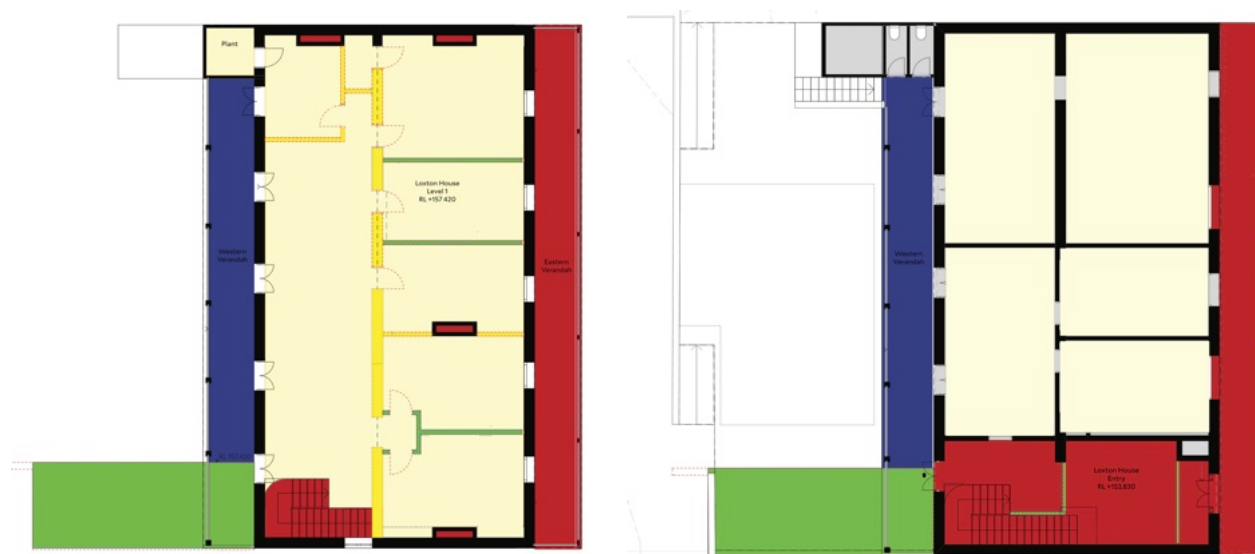 Plant
Loxton House
Level 1
RL +157 420
Western
Verandah
Eastern
Verandah
Western
Verandah
Loxton House
Entry
RL +153.830